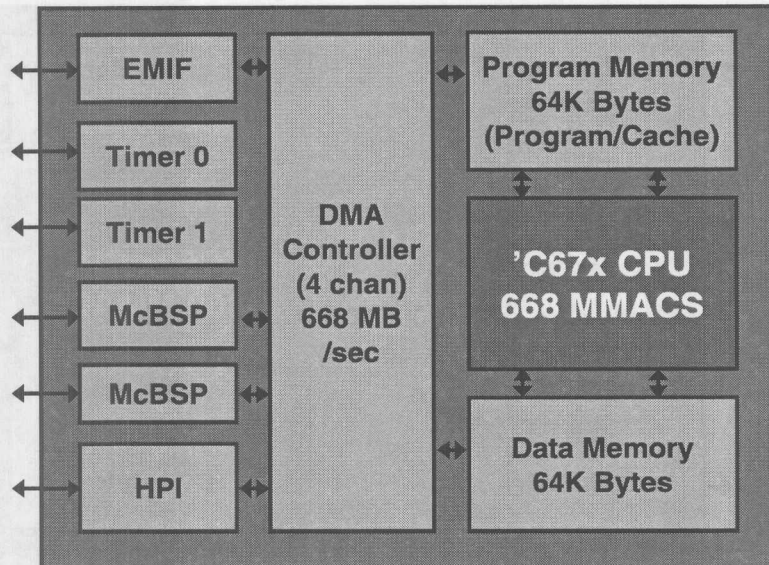 EMIF
Timer 0
Timer 1
McBSP
McBSP
HPI
DMA
Controller
(4 chan)
668 MB
/sec
Program Memory
64K Bytes
(Program/Cache)
'C67x CPU
668 MMACS
Data Memory
64K Bytes